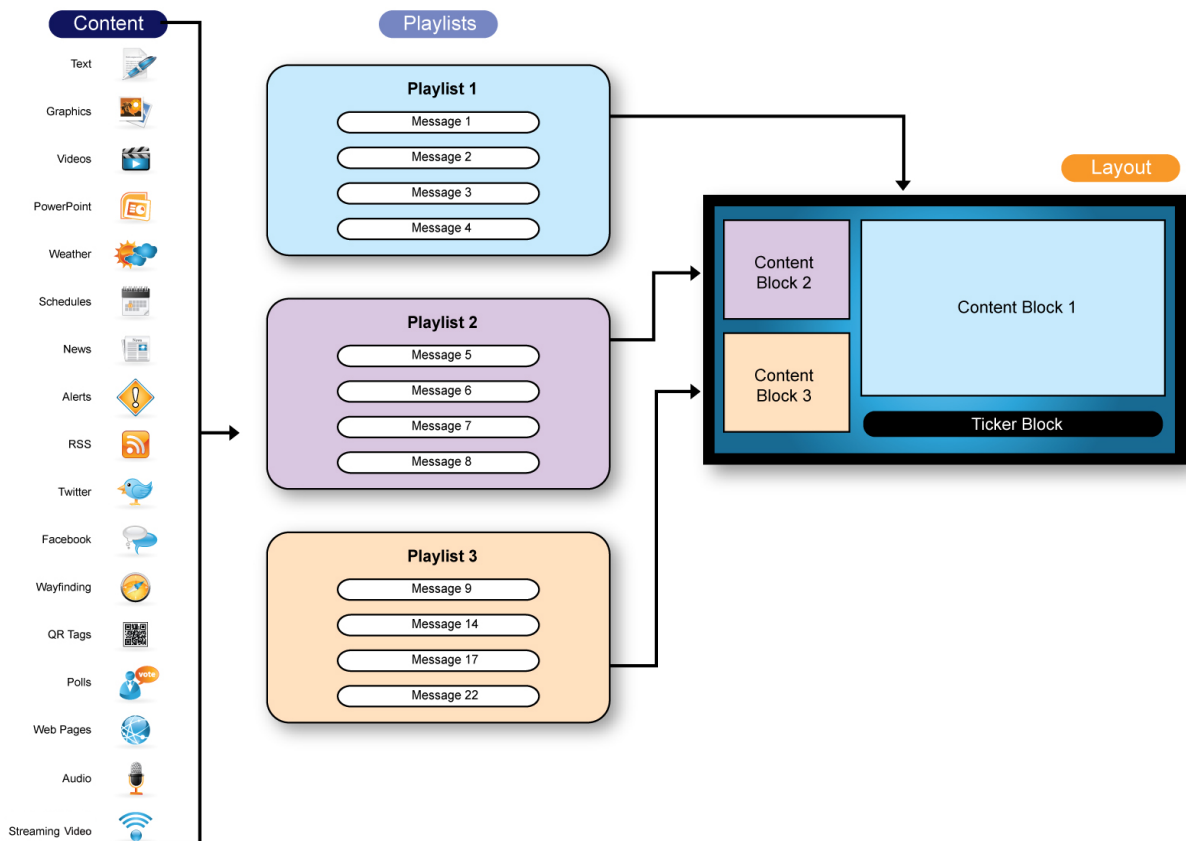 Content
Text
Graphics
Videos
PowerPoint
Weather
Schedules
News
Alerts
RSS
Twitter
Facebook
Wayfinding
QR Tags
Polls
vote
Web Pages
Audio
Streaming Video
Playlists
Playlist 1
Message 1
Message 2
Message 3
Message 4
Playlist 2
Message 5
Message 6
Message 7
Message 8
Playlist 3
Message 9
Message 14
Message 17
Message 22
Layout
Content
Block 2
Content Block 1
Content
Block 3
Ticker Block